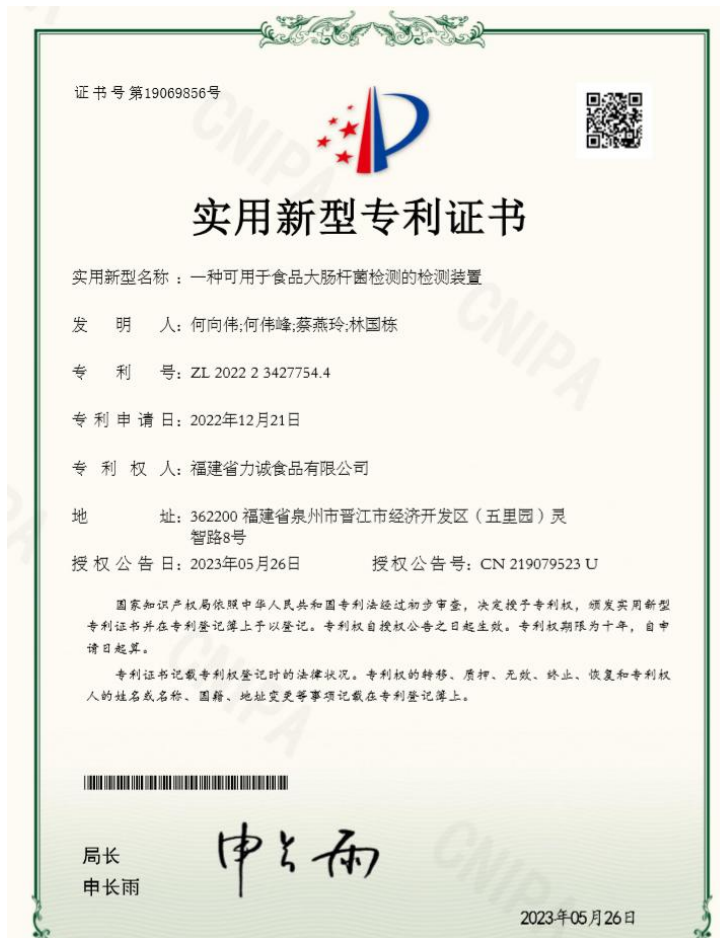 证书号第19069856号
实用新型专利证书
实用新型名称：一种可用于食品大肠杆菌检测的检测装置
发明人：何向伟;何伟峰;蔡燕玲;林国栋
专利号：ZL 2022 2 3427754.4
专利申请日：2022年12月21日
专利权人：福建省力诚食品有限公司
地址：362200 福建省泉州市晋江市经济开发区（五里园）灵
智路8号
授权公告日：2023年05月26日 授权公告号：CN 219079523 U
国家知识产权局依照中华人民共和国专利法经过初步审查，决定授予专利权，颁发实用新型
专利证书并在专利登记簿上予以登记。专利权自授权公告之日起生效。专利权期限为十年，自申
请日起算。
专利证书记载专利权登记时的法律状况。专利权的转移、质押、无效、终止、恢复和专利权
人的姓名或名称、国籍、地址变更等事项记载在专利登记簿上。
局长
申长雨
申长雨
2023年05月26日
CNIPA
CNIPA
CNIPA
CNIPA